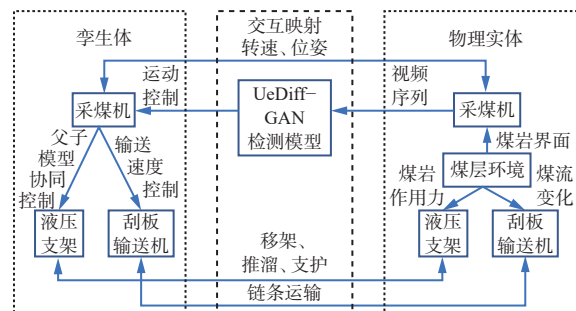 孪生体
交互映射
物理实体
转速、位姿
运动
控制
视频
序列
采煤机
UeDiff-
GAN
检测模型
采煤机
父子
模型
协同
控制
输送
速度
控制
煤岩界面
煤层环境
煤岩
作用力
煤流
变化
液压
支架
刮板
输送机
液压
支架
刮板
输送机
移架、
推溜、支护
链条运输